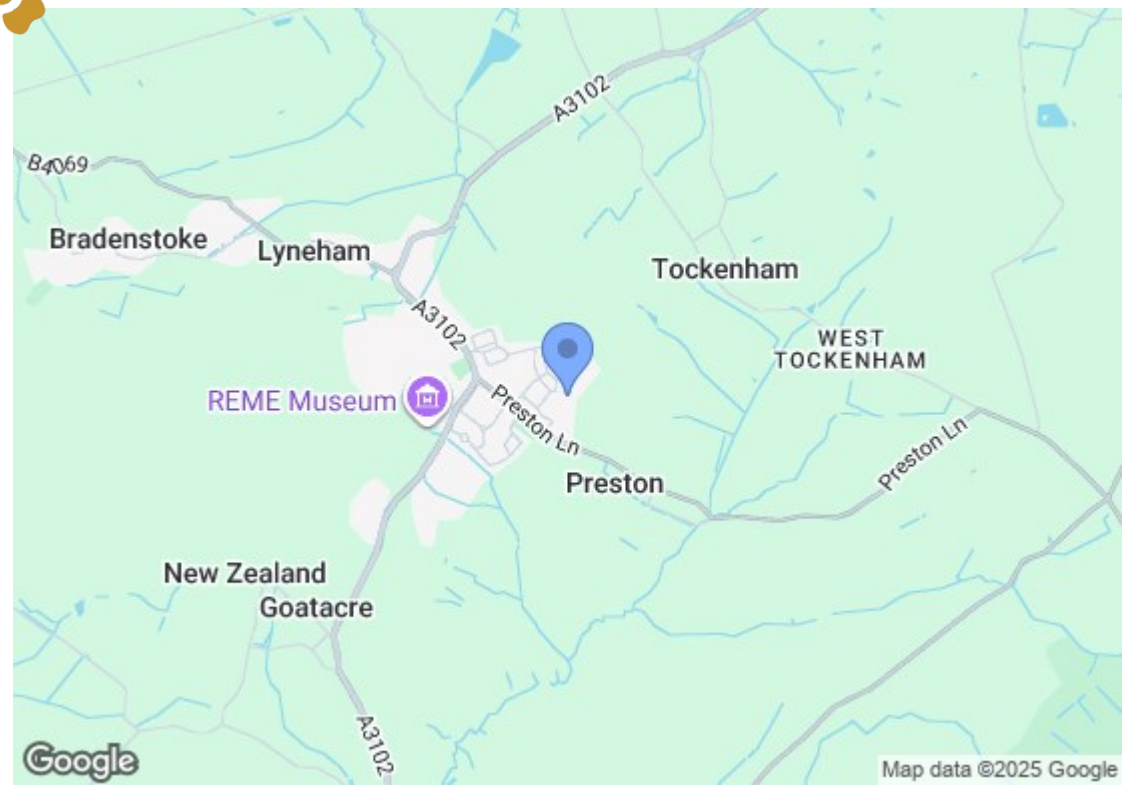 A3102
B4069
Bradenstoke
Lyneham
Tockenham
A3102
WEST
TOCKENHAM
REME Museum
Preston Ln
Preston Ln
Preston
New Zealand
Goatacre
A3102
Google
Map data ©2025 Google